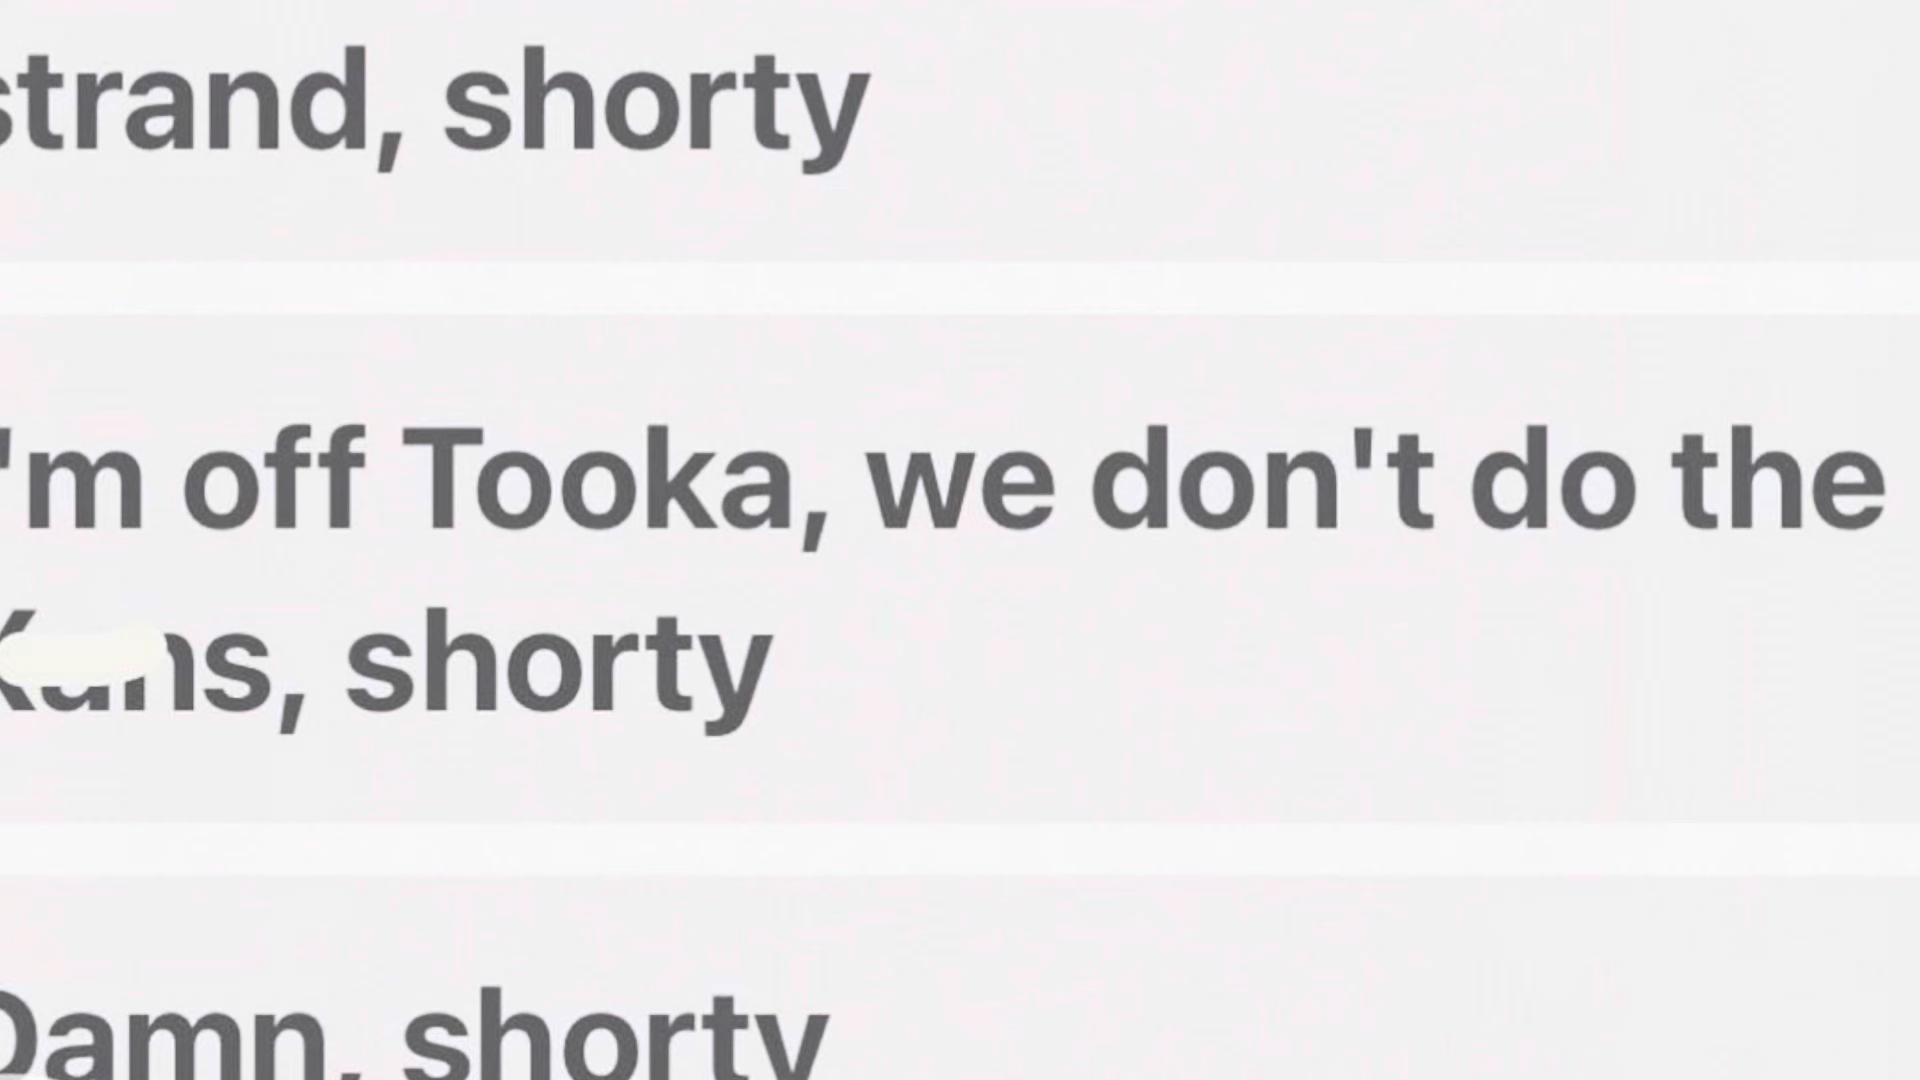 strand, shorty
'm off Tooka, we don't do the
shorty
Damn, shorty